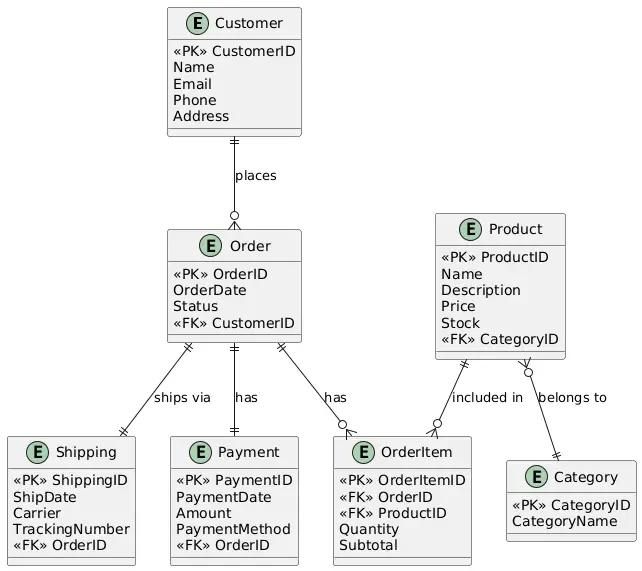 E Customer
«PK» CustomerID
Name
Email
Phone
Address
places
E Order
«PK» OrderID
OrderDate
Status
«FK» CustomerID
E Product
«PK» ProductID
Name
Description
Price
Stock
«FK» CategoryID
ships via
has
has
included in
belongs to
E Shipping
«PK» ShippingID
ShipDate
Carrier
TrackingNumber
«FK» OrderID
E Payment
«PK» PaymentID
PaymentDate
Amount
PaymentMethod
«FK» OrderID
E OrderItem
«PK» OrderItemID
«FK» OrderID
«FK» ProductID
Quantity
Subtotal
E Category
«PK» CategoryID
CategoryName